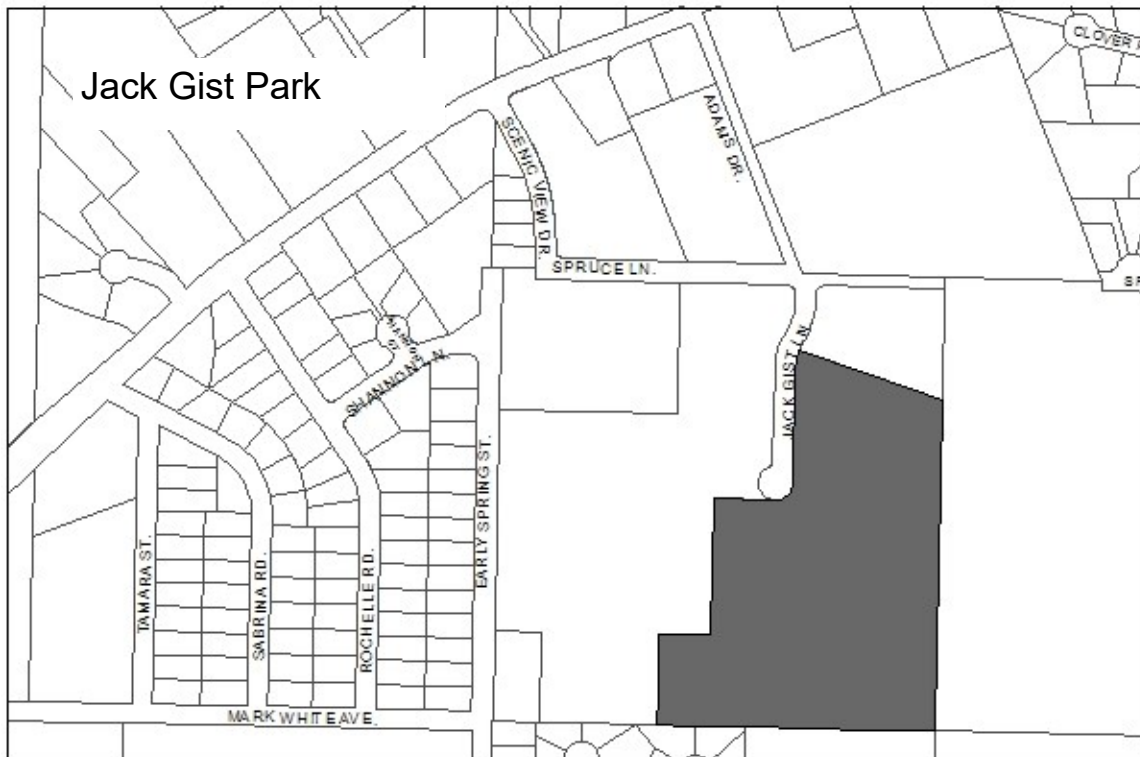 Jack Gist Park
CLOVER
SCENIC VIEW DR.
ADAMS DR.
SPRUCE LN.
SHANNON LN.
JACK GIST LN
EARLY SPRING ST.
TAMARA ST.
SABRINA RD.
ROCHELLE RD.
MARK WHITE AVE.